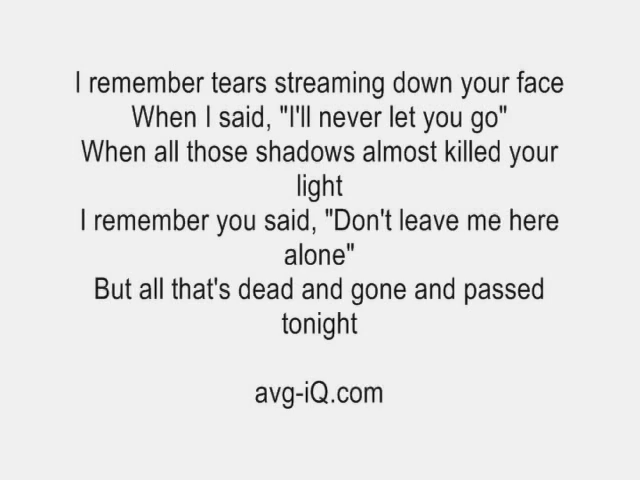 I remember tears streaming down your face
When I said, "I'll never let you go"
When all those shadows almost killed your
light
I remember you said, "Don't leave me here
alone"
But all that's dead and gone and passed
tonight
avg-iQ.com